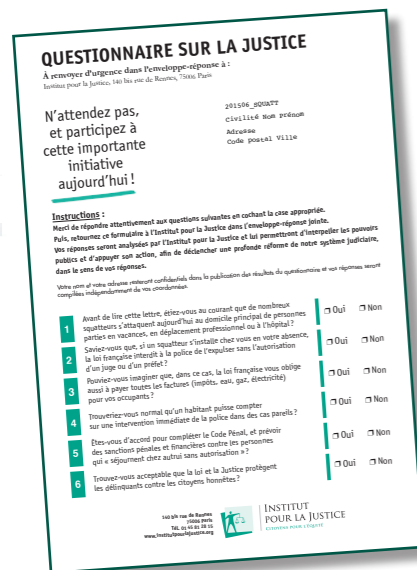 QUESTIONNAIRE SUR LA JUSTICE
À renvoyer d'urgence dans l'enveloppe-réponse à :
Institut pour la Justice, 140 bis rue de Rennes, 75006 Paris
N'attendez pas,
et participez à
cette importante
initiative
aujourd'hui !
201506_SQUATT
Civilité Nom Prénom
Adresse
Code postal Ville
Instructions :
Merci de répondre attentivement aux questions suivantes en cochant la case appropriée.
Puis, retournez ce formulaire à l'Institut pour la Justice dans l'enveloppe-réponse jointe.
Vos réponses seront analysées par l'Institut pour la Justice et lui permettront d'interpeller les pouvoirs
publics et d'appuyer son action, afin de déclencher une profonde réforme de notre système judiciaire,
dans le sens de vos réponses.
Votre nom et votre adresse resteront confidentiels dans la publication des résultats du questionnaire et vos réponses seront
compilées indépendamment de vos coordonnées.
1 Avant de lire cette lettre, étiez-vous au courant que de nombreux
squatteurs s'attaquent aujourd'hui au domicile principal de personnes
parties en vacances, en déplacement professionnel ou à l'hôpital ?
Oui Non
2 Saviez-vous que, si un squatteur s'installe chez vous en votre absence,
la loi française interdit à la police de l'expulser sans l'autorisation
d'un juge ou d'un préfet ?
Oui Non
3 Pouviez-vous imaginer que, dans ce cas, la loi française vous oblige
aussi à payer toutes les factures (impôts, eau, gaz, électricité)
pour vos occupants ?
Oui Non
4 Trouveriez-vous normal qu'un habitant puisse compter
sur une intervention immédiate de la police dans des cas pareils ?
Oui Non
5 Êtes-vous d'accord pour compléter le Code Pénal, et prévoir
des sanctions pénales et financières contre les personnes
qui « séjournent chez autrui sans autorisation » ?
Oui Non
6 Trouvez-vous acceptable que la loi et la Justice protègent
les délinquants contre les citoyens honnêtes ?
Oui Non
140 bis rue de Rennes
75006 Paris
Tél. 01 45 81 28 15
www.institutpourlajustice.org
INSTITUT
POUR LA JUSTICE
CITOYENS POUR L'ÉQUITÉ